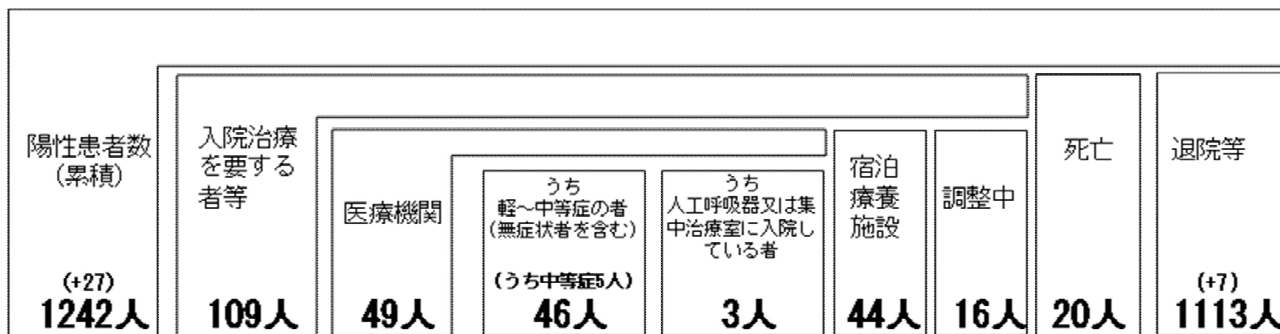 陽性患者数
(累積)
(+27)
1242人
入院治療
を要する
者等
109人
医療機関
49人
うち
軽～中等症の者
(無症状者を含む)
(うち中等症5人)
46人
うち
人工呼吸器又は集
中治療室に入院し
ている者
3人
宿泊
療養
施設
44人
調整中
16人
死亡
20人
退院等
(+7)
1113人